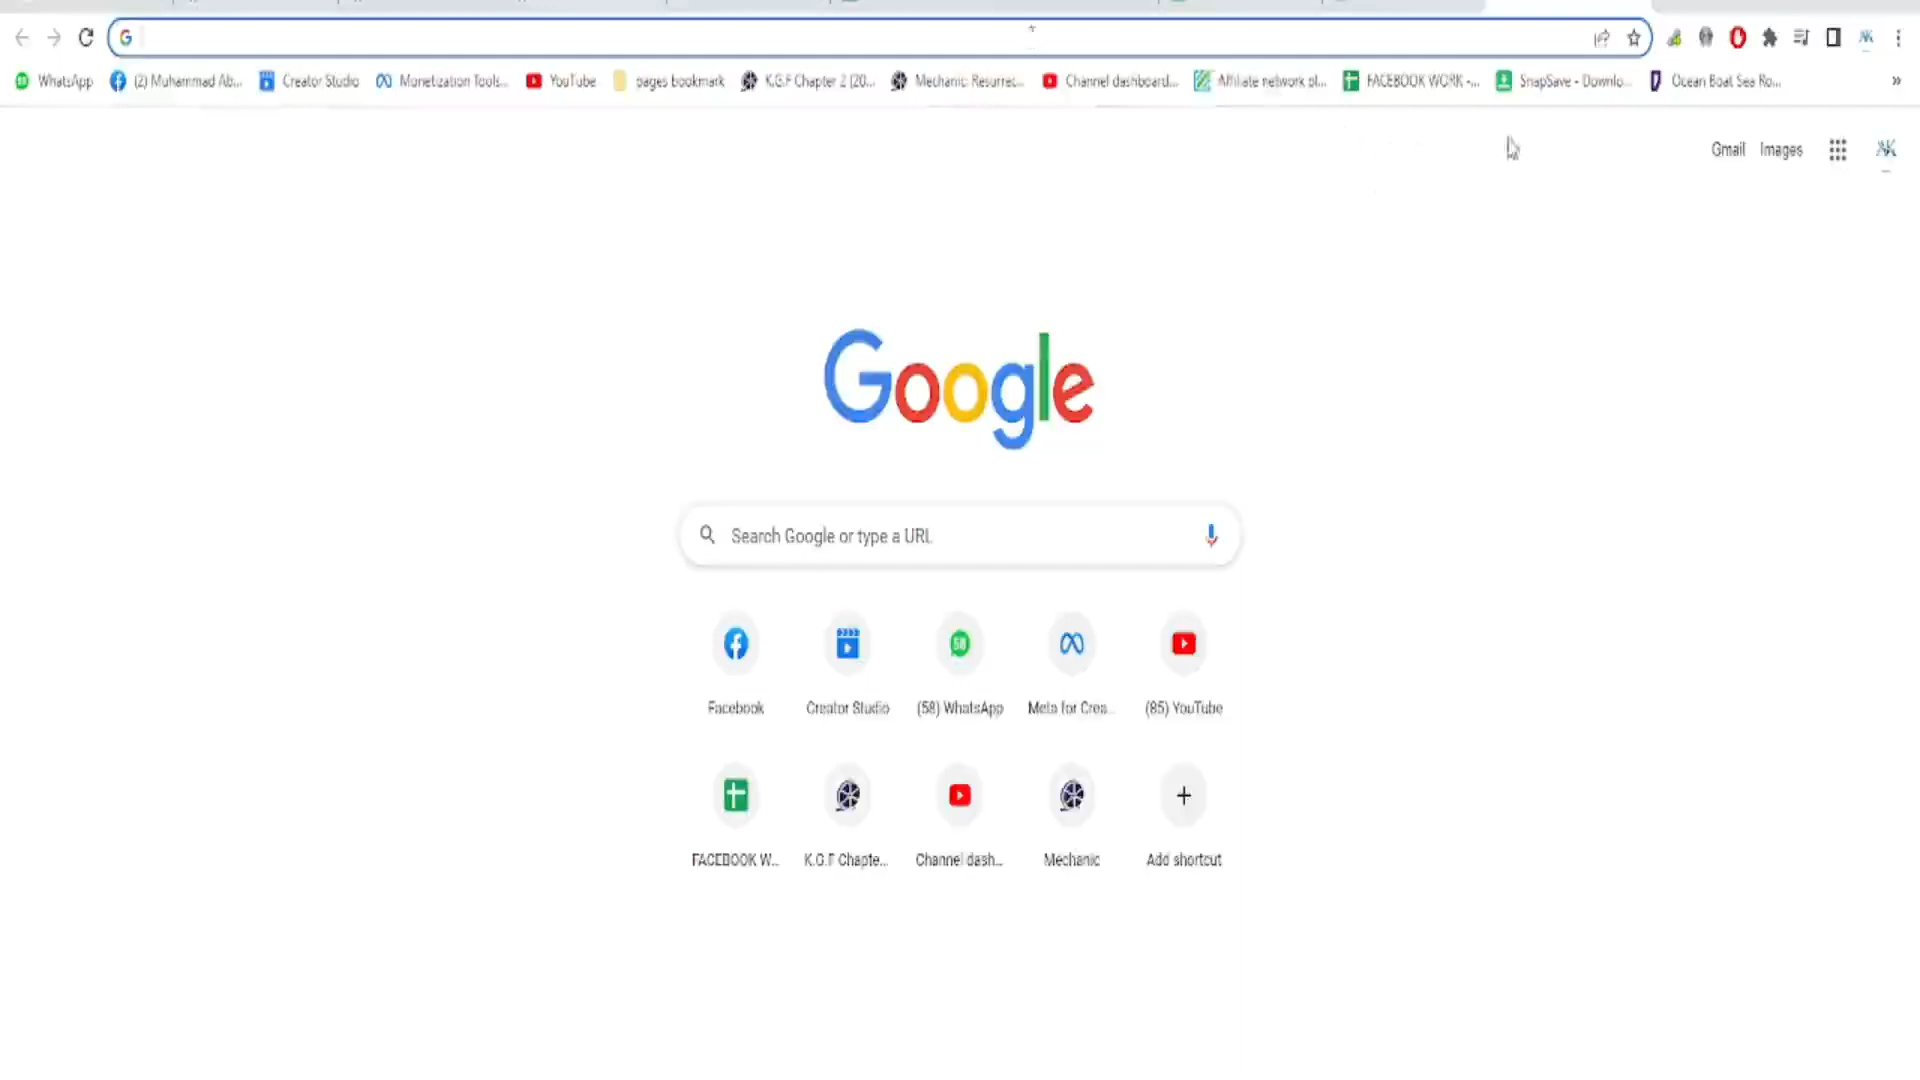 WhatsApp (2) Muhammad Ab... Creator Studio Monetization Tools... YouTube pages bookmark K.G.F Chapter 2 (20... Mechanic Resurrec... Channel dashboard... Affiliate network pl... FACEBOOK WORK -... SnapSave - Downlo... Ocean Boat Sea Ro...
Gmail Images
Google
Search Google or type a URL
Facebook Creator Studio (58) WhatsApp Meta for Crea... (85) YouTube
FACEBOOK W... K.G.F Chapte... Channel dash... Mechanic Add shortcut